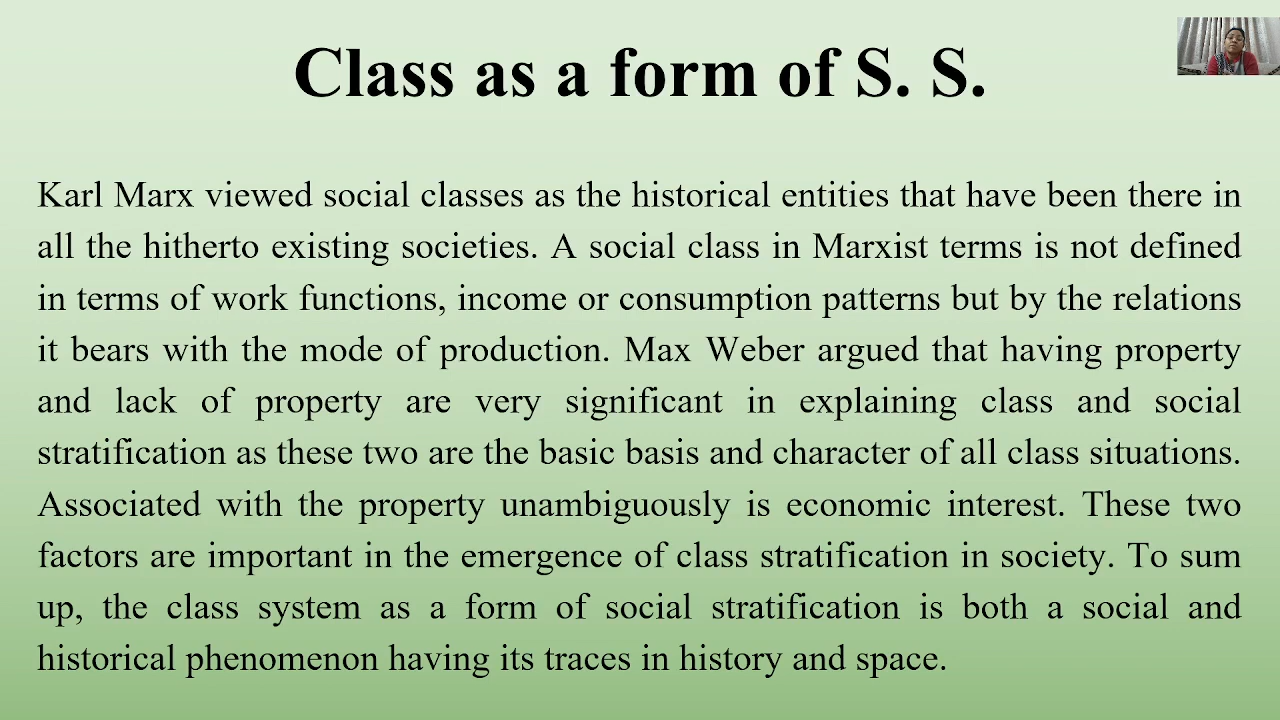 Class as a form of S. S.
Karl Marx viewed social classes as the historical entities that have been there in
all the hitherto existing societies. A social class in Marxist terms is not defined
in terms of work functions, income or consumption patterns but by the relations
it bears with the mode of production. Max Weber argued that having property
and lack of property are very significant in explaining class and social
stratification as these two are the basic basis and character of all class situations.
Associated with the property unambiguously is economic interest. These two
factors are important in the emergence of class stratification in society. To sum
up, the class system as a form of social stratification is both a social and
historical phenomenon having its traces in history and space.